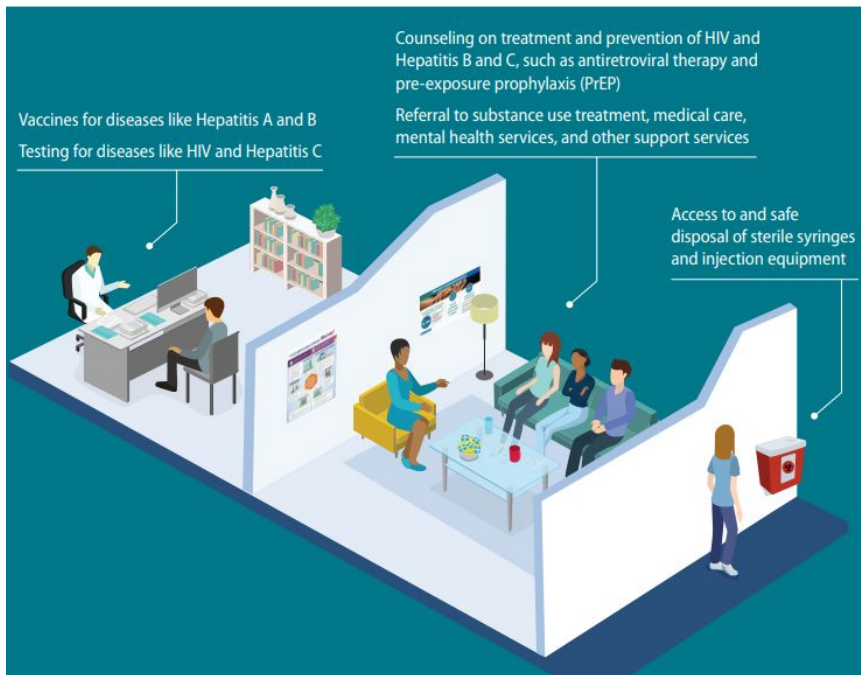 Counseling on treatment and prevention of HIV and
Hepatitis B and C, such as antiretroviral therapy and
pre-exposure prophylaxis (PrEP)
Referral to substance use treatment, medical care,
mental health services, and other support services
Vaccines for diseases like Hepatitis A and B
Testing for diseases like HIV and Hepatitis C
Access to and safe
disposal of sterile syringes
and injection equipment